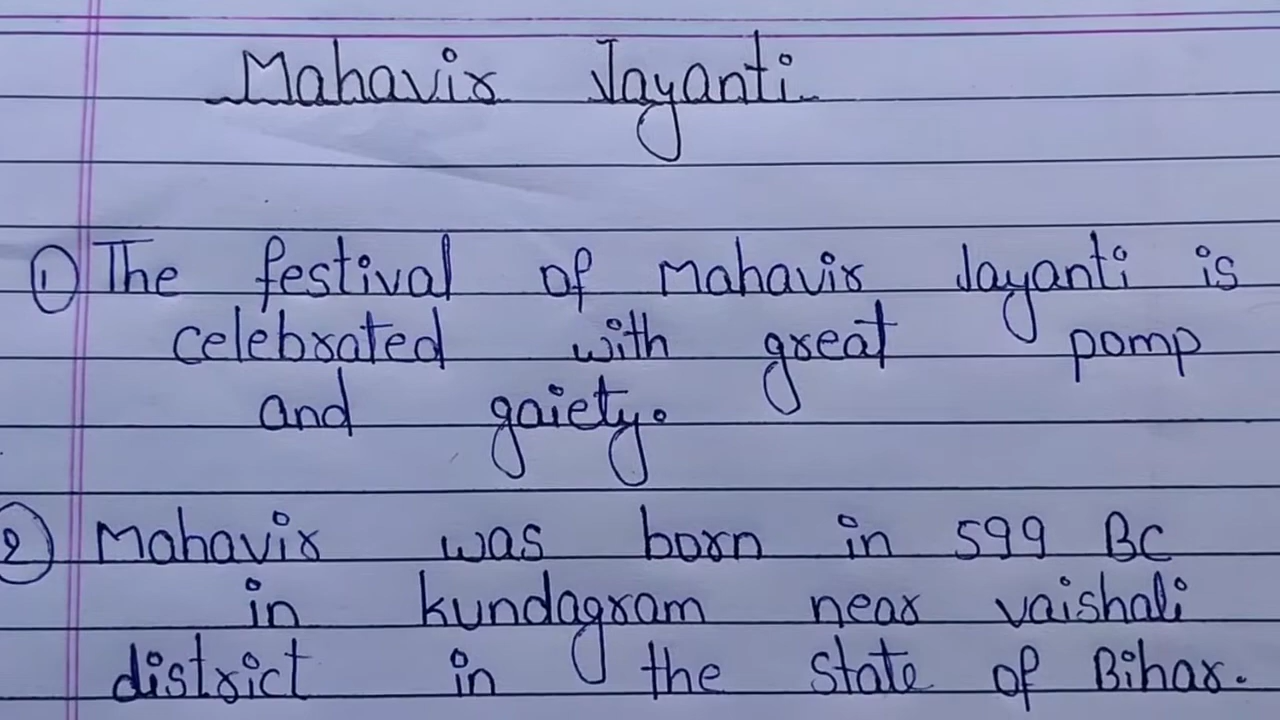 Mahavir Jayanti
① The festival of Mahavir Jayanti is
celebrated with great pomp
and gaiety.
② Mahavir was born in 599 BC
in kundagram near vaishali
district in the state of Bihar.